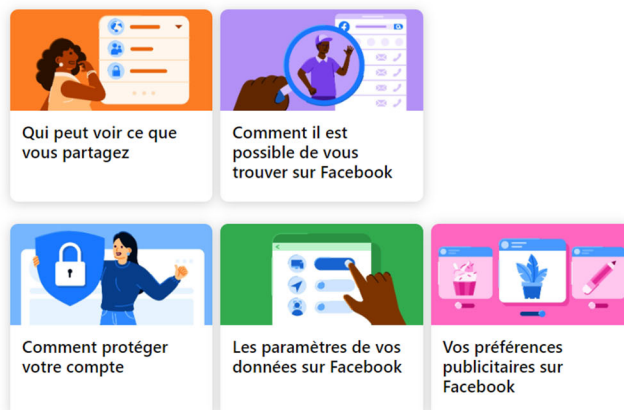 Qui peut voir ce que
vous partagez
Comment il est
possible de vous
trouver sur Facebook
Comment protéger
votre compte
Les paramètres de vos
données sur Facebook
Vos préférences
publicitaires sur
Facebook